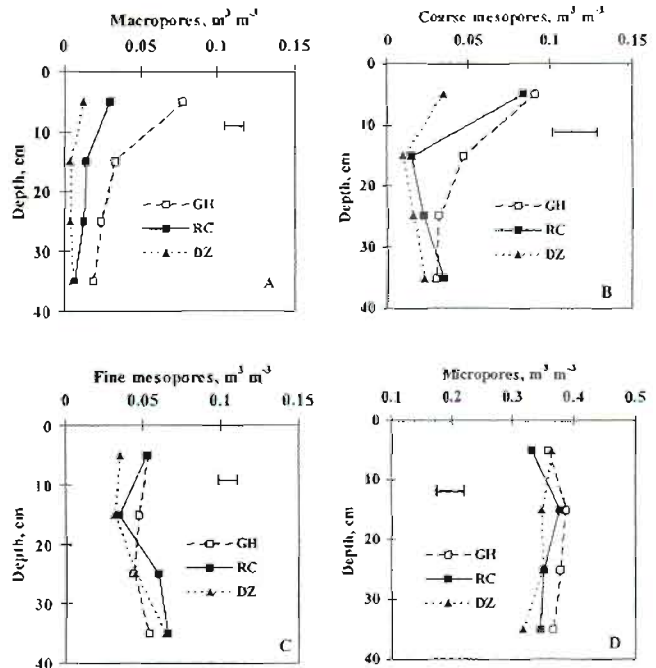 Macropores, m³ m⁻³
0 0.05 0.1 0.15
0
10
20
30
40
Depth, cm
GH
RC
DZ
A
Coarse mesopores, m³ m⁻³
0 0.05 0.1 0.15
0
10
20
30
40
Depth, cm
GH
RC
DZ
B
Fine mesopores, m³ m⁻³
0 0.05 0.1 0.15
0
10
20
30
40
Depth, cm
GH
RC
DZ
C
Micropores, m³ m⁻³
0.1 0.2 0.3 0.4 0.5
0
10
20
30
40
Depth, cm
GH
RC
DZ
D